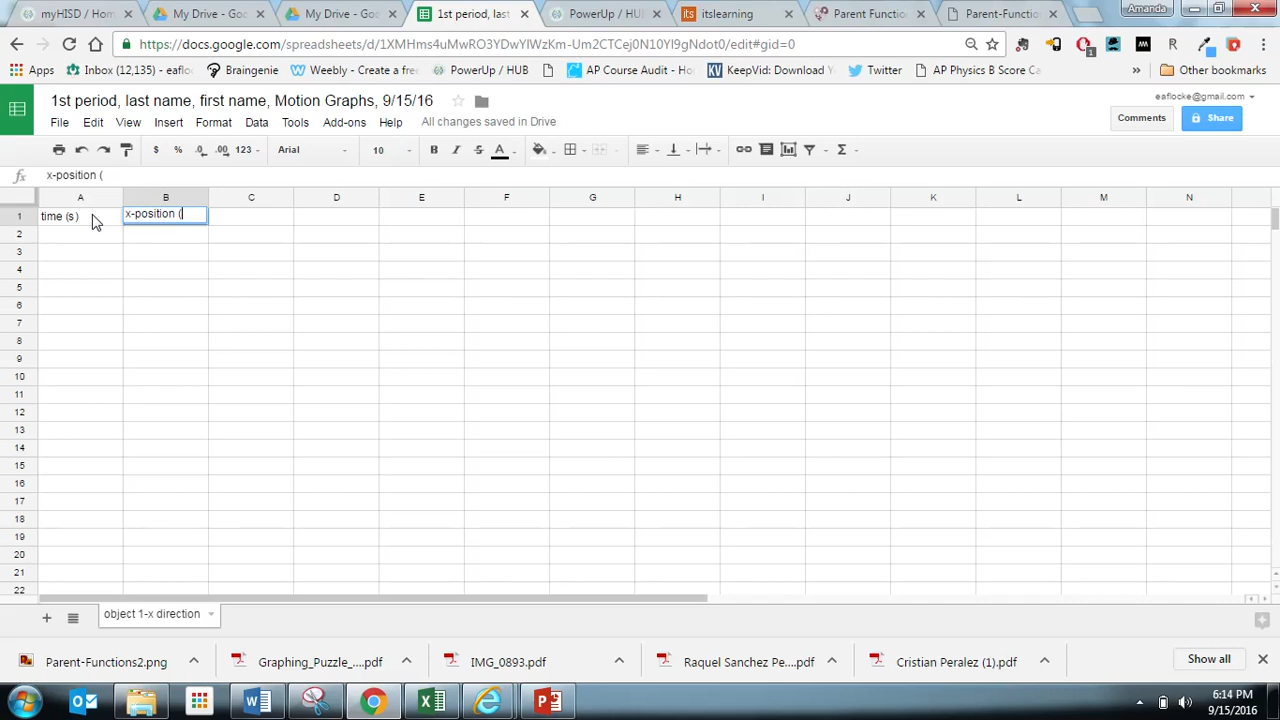 myHISD / Hom
My Drive - Goo
My Drive - Goo
1st period, last
PowerUp / HUB
itslearning
Parent Functio
Parent-Functio
Amanda
https://docs.google.com/spreadsheets/d/
/edit#gid=0
Apps
Inbox (12,135) - eaflo
Braingenie
Weebly - Create a free
PowerUp / HUB
AP Course Audit - Ho
KeepVid: Download Y
Twitter
AP Physics B Score Ca
»
Other bookmarks
1st period, last name, first name, Motion Graphs, 9/15/16
eaflocke@gmail.com
File Edit View Insert Format Data Tools Add-ons Help All changes saved in Drive
Comments
Share
$ % .0 .00 123 Arial 10 B I S A Σ
fx x-position (
A B C D E F G H I J K L M N
1 time (s) x-position (
2
3
4
5
6
7
8
9
10
11
12
13
14
15
16
17
18
19
20
21
22
+ object 1-x direction
Parent-Functions2.png
Graphing_Puzzle_....pdf
IMG_0893.pdf
Raquel Sanchez Pe....pdf
Cristian Peralez (1).pdf
Show all
6:14 PM
9/15/2016